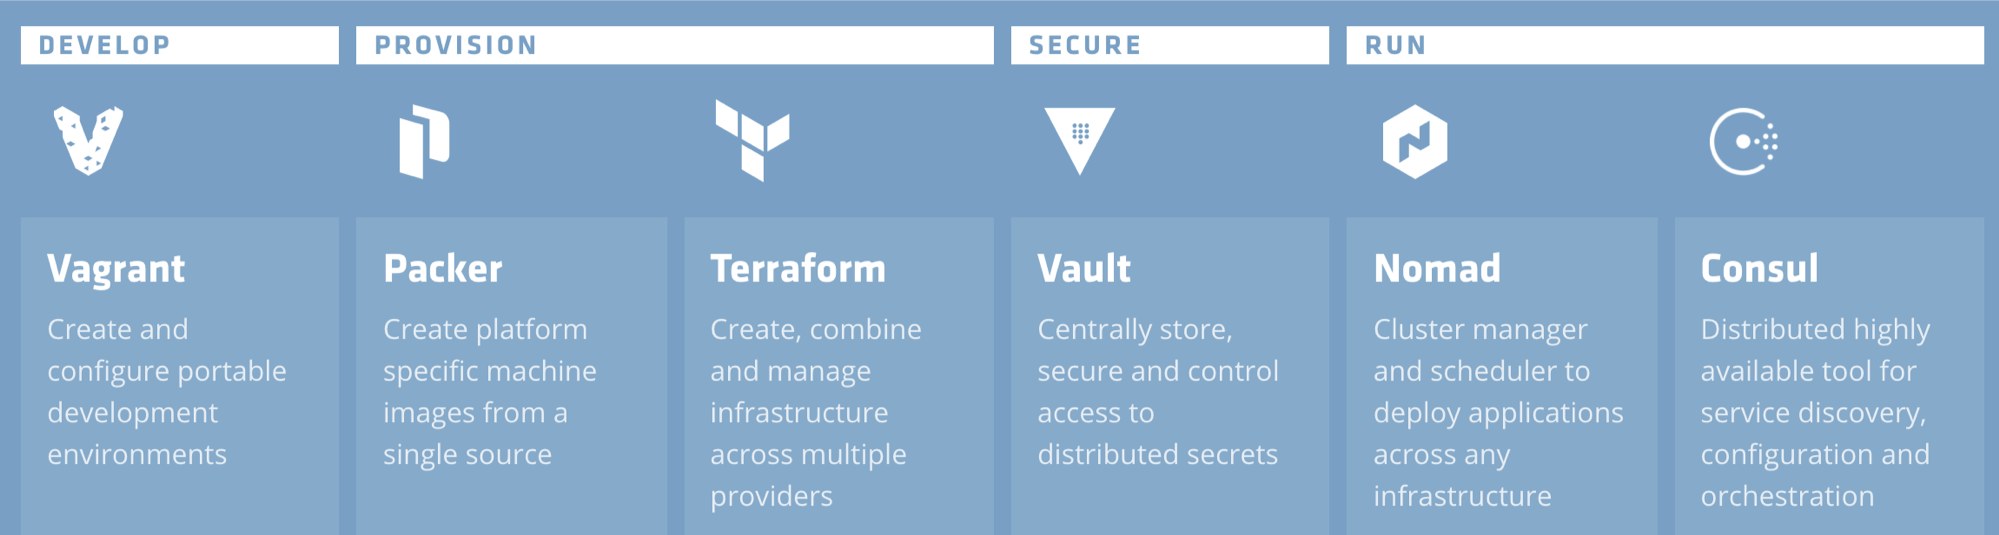 DEVELOP
PROVISION
SECURE
RUN
Vagrant
Create and
configure portable
development
environments
Packer
Create platform
specific machine
images from a
single source
Terraform
Create, combine
and manage
infrastructure
across multiple
providers
Vault
Centrally store,
secure and control
access to
distributed secrets
Nomad
Cluster manager
and scheduler to
deploy applications
across any
infrastructure
Consul
Distributed highly
available tool for
service discovery,
configuration and
orchestration